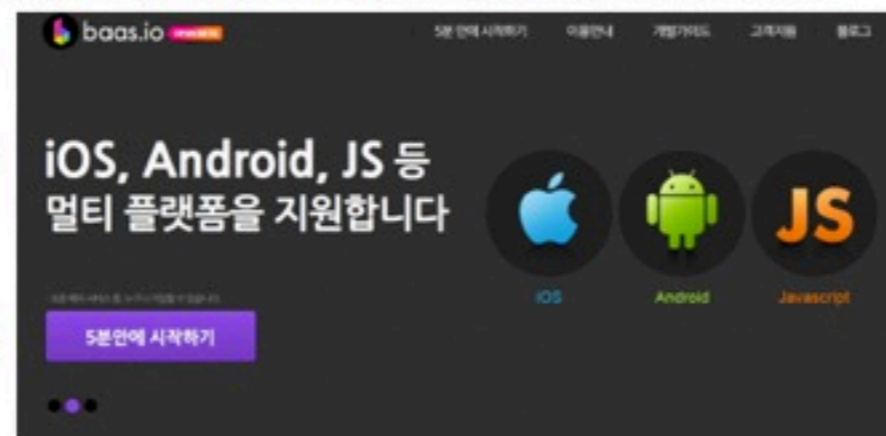 baas.io
5분 안에 시작하기 이용안내 개발가이드 고객지원 블로그
iOS, Android, JS 등
멀티 플랫폼을 지원합니다
JS
iOS Android Javascript
5분안에 시작하기